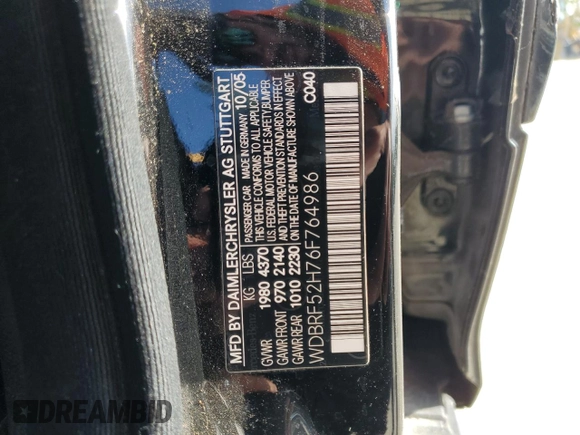 MFD BY DAIMLERCHRYSLER AG STUTTGART
PASSENGER CAR MADE IN GERMANY 10/05
KG LBS
THIS VEHICLE CONFORMS TO ALL APPLICABLE
GVWR 1980 4370
U.S. FEDERAL MOTOR VEHICLE SAFETY, BUMPER
GAWR FRONT 970 2140
AND THEFT PREVENTION STANDARDS IN EFFECT
GAWR REAR 1010 2230
ON THE DATE OF MANUFACTURE SHOWN ABOVE
WDBRF52H76F764986
C040
DREAMBID